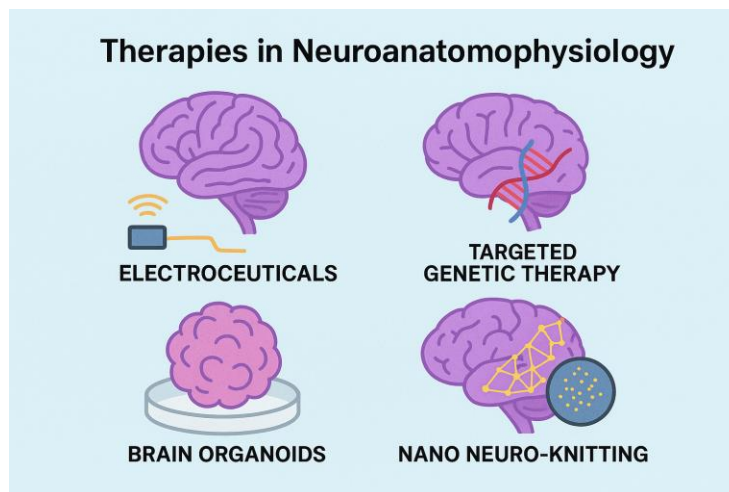 Therapies in Neuroanatomophysiology
ELECTROCEUTICALS
TARGETED
GENETIC THERAPY
BRAIN ORGANOIDS
NANO NEURO-KNITTING